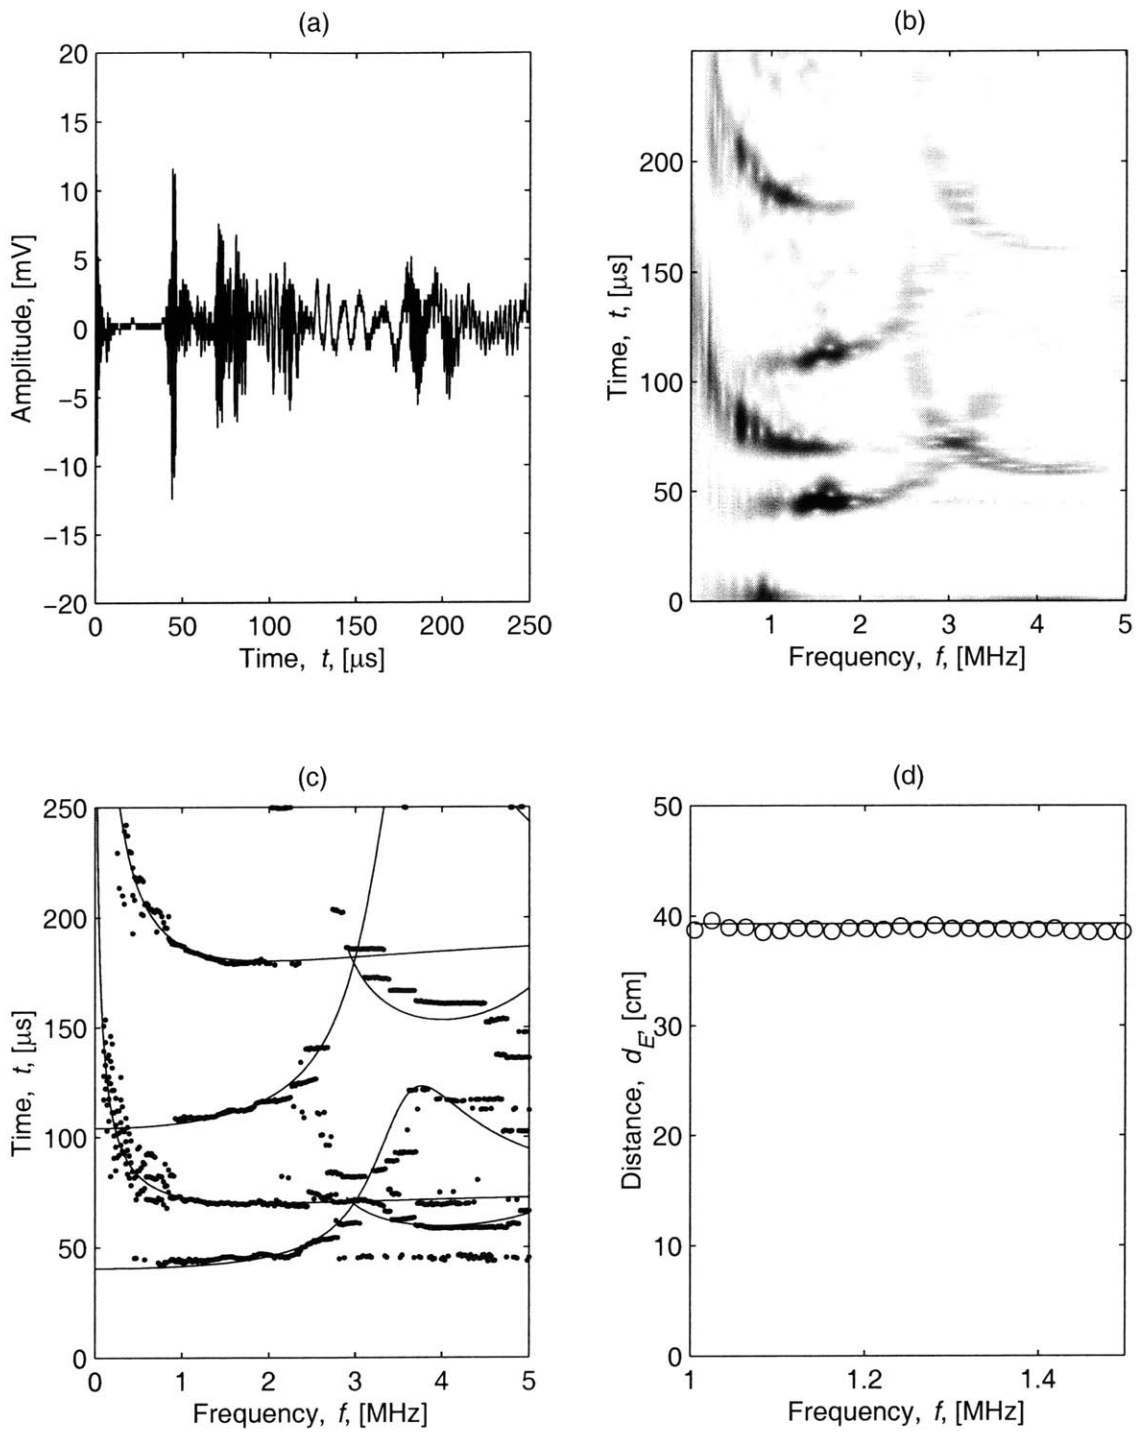 (a)
20
15
10
5
0
−5
−10
−15
−20
Amplitude, [mV]
0 50 100 150 200 250
Time, t, [µs]
(b)
200
150
100
50
0
Time, t, [µs]
1 2 3 4 5
Frequency, f, [MHz]
(c)
250
200
150
100
50
0
Time, t, [µs]
0 1 2 3 4 5
Frequency, f, [MHz]
(d)
50
40
30
20
10
0
Distance, d_E, [cm]
1 1.2 1.4
Frequency, f, [MHz]